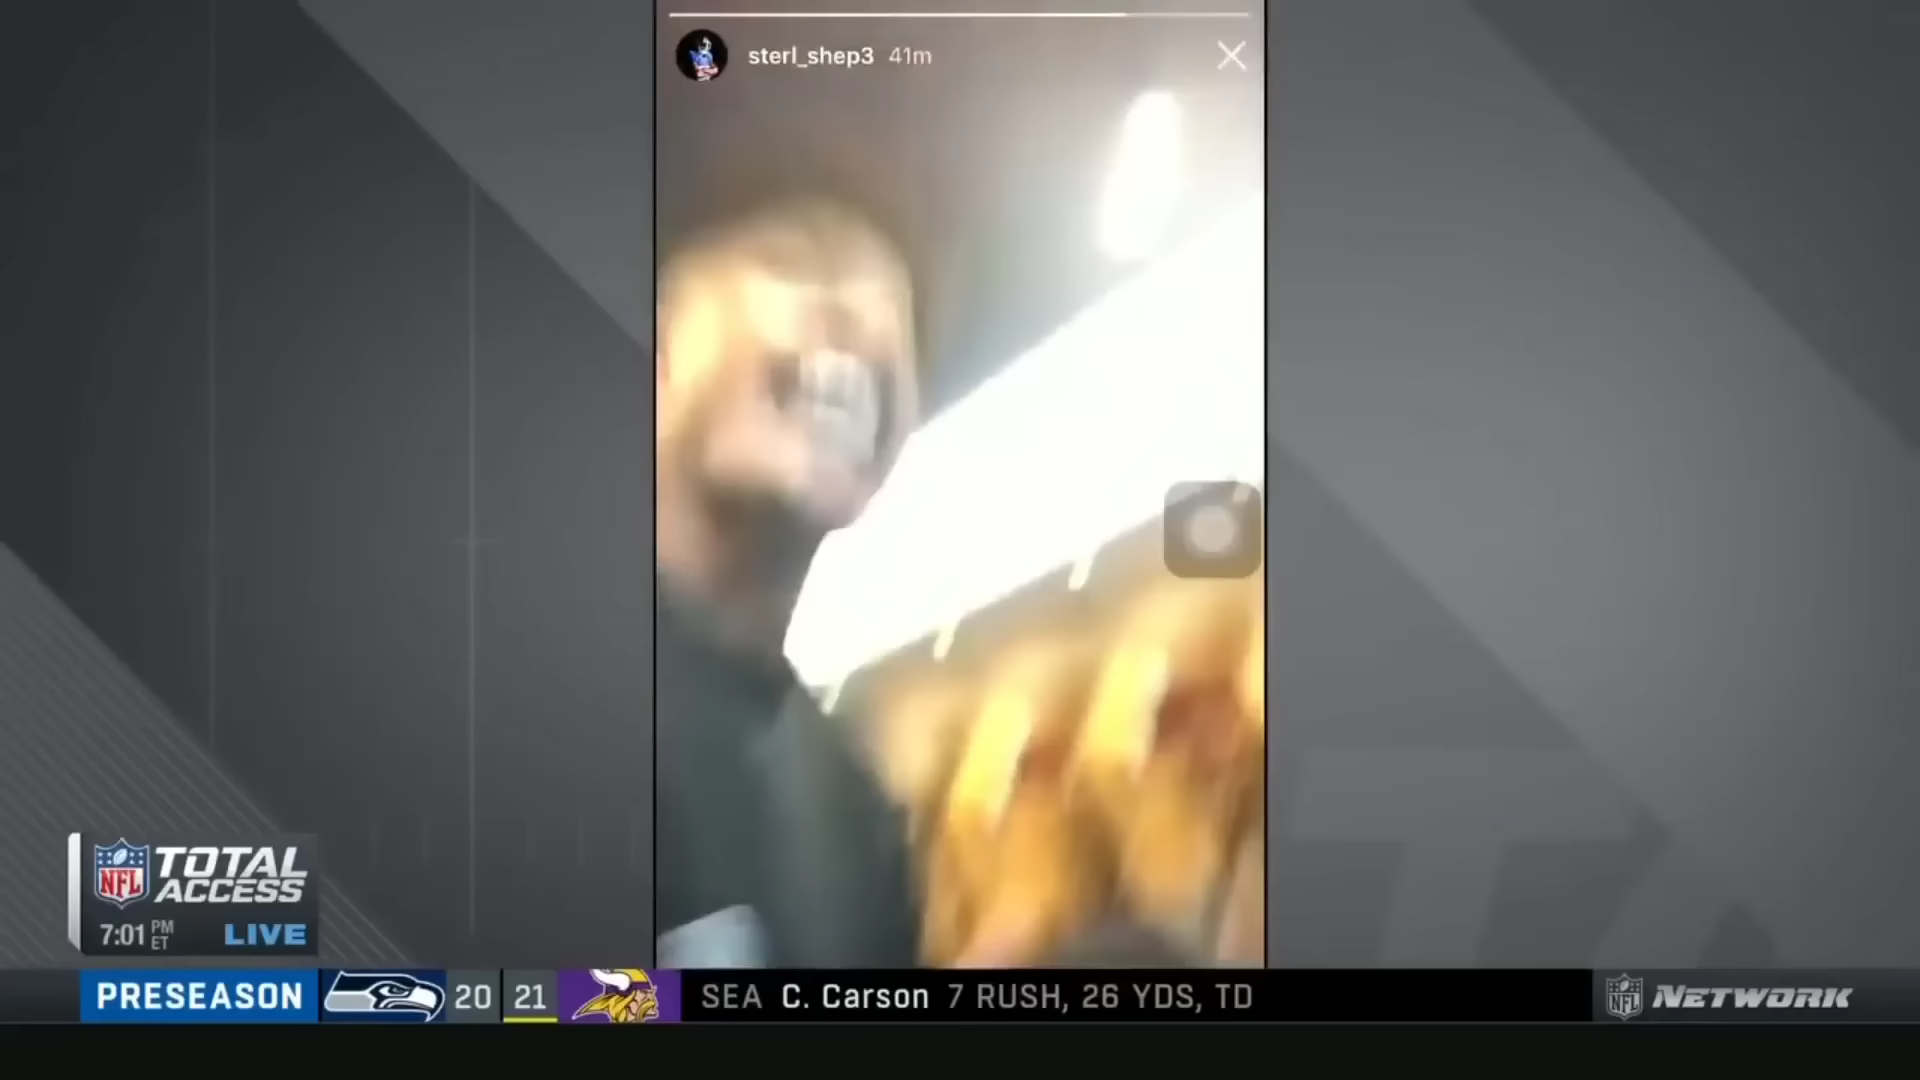 sterl_shep3 41m
NFL TOTAL ACCESS
7:01 PM ET LIVE
PRESEASON 20 21 SEA C. Carson 7 RUSH, 26 YDS, TD NFL NETWORK